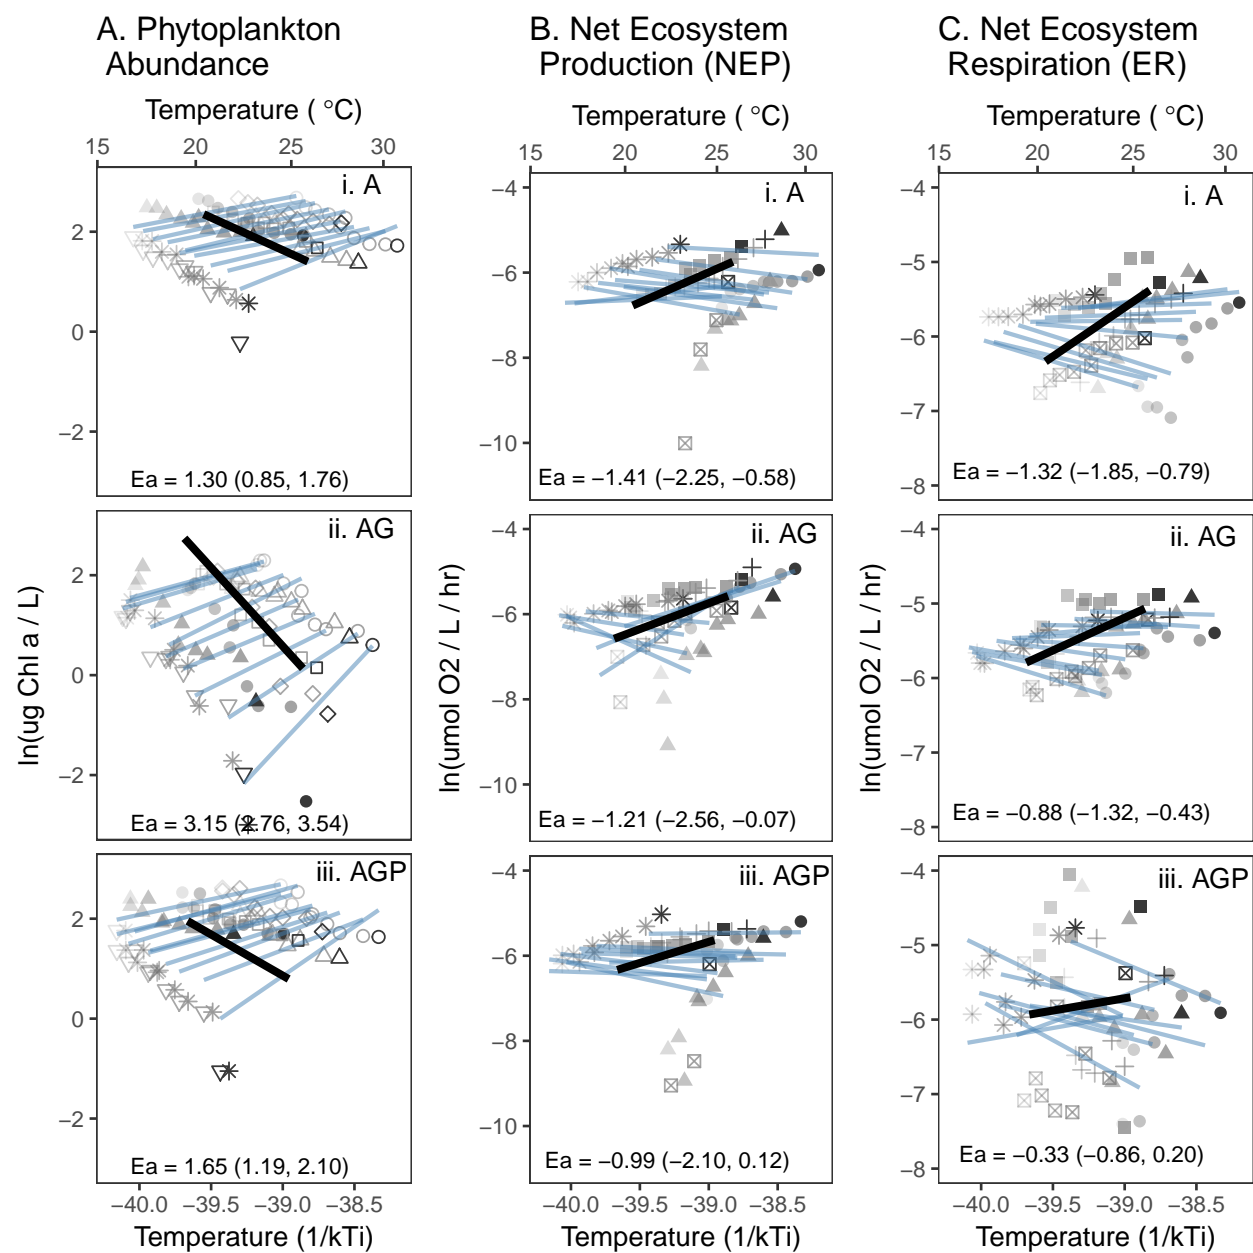 A. Phytoplankton
Abundance
Temperature ( °C)
15 20 25 30
i. A
2
0
−2
Ea = 1.30 (0.85, 1.76)
ii. AG
2
0
−2
Ea = 3.15 (2.76, 3.54)
iii. AGP
2
0
−2
Ea = 1.65 (1.19, 2.10)
−40.0 −39.5 −39.0 −38.5
Temperature (1/kTi)
ln(ug Chl a / L)
B. Net Ecosystem
Production (NEP)
Temperature ( °C)
15 20 25 30
i. A
−4
−6
−8
−10
Ea = −1.41 (−2.25, −0.58)
ii. AG
−4
−6
−8
−10
Ea = −1.21 (−2.56, −0.07)
iii. AGP
−4
−6
−8
−10
Ea = −0.99 (−2.10, 0.12)
−40.0 −39.5 −39.0 −38.5
Temperature (1/kTi)
ln(umol O2 / L / hr)
C. Net Ecosystem
Respiration (ER)
Temperature ( °C)
15 20 25 30
i. A
−4
−5
−6
−7
−8
Ea = −1.32 (−1.85, −0.79)
ii. AG
−4
−5
−6
−7
−8
Ea = −0.88 (−1.32, −0.43)
iii. AGP
−4
−5
−6
−7
−8
Ea = −0.33 (−0.86, 0.20)
−40.0 −39.5 −39.0 −38.5
Temperature (1/kTi)
ln(umol O2 / L / hr)